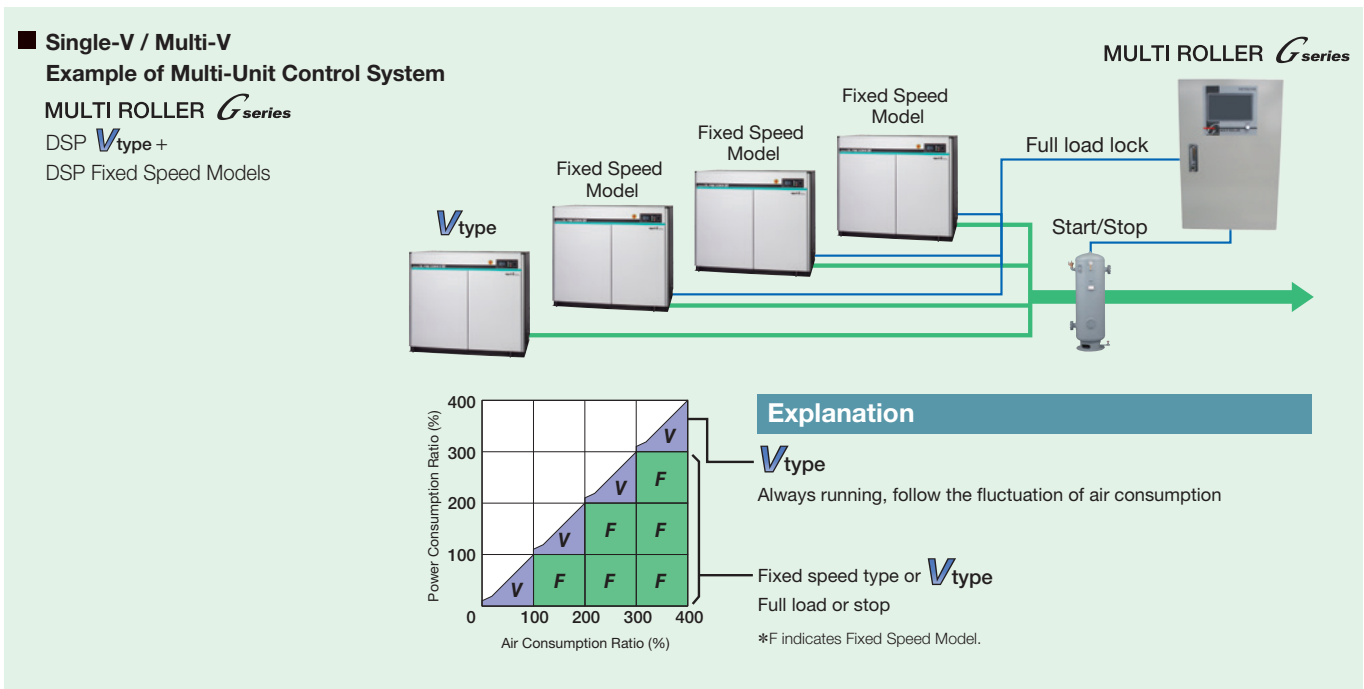 Single-V / Multi-V
Example of Multi-Unit Control System
MULTI ROLLER G series
DSP V type +
DSP Fixed Speed Models
MULTI ROLLER G series
Fixed Speed
Model
Fixed Speed
Model
Fixed Speed
Model
V type
Full load lock
Start/Stop
Power Consumption Ratio (%)
400
300
200
100
0
100 200 300 400
Air Consumption Ratio (%)
V
V F
V F F
V F F F
Explanation
V type
Always running, follow the fluctuation of air consumption
Fixed speed type or V type
Full load or stop
*F indicates Fixed Speed Model.